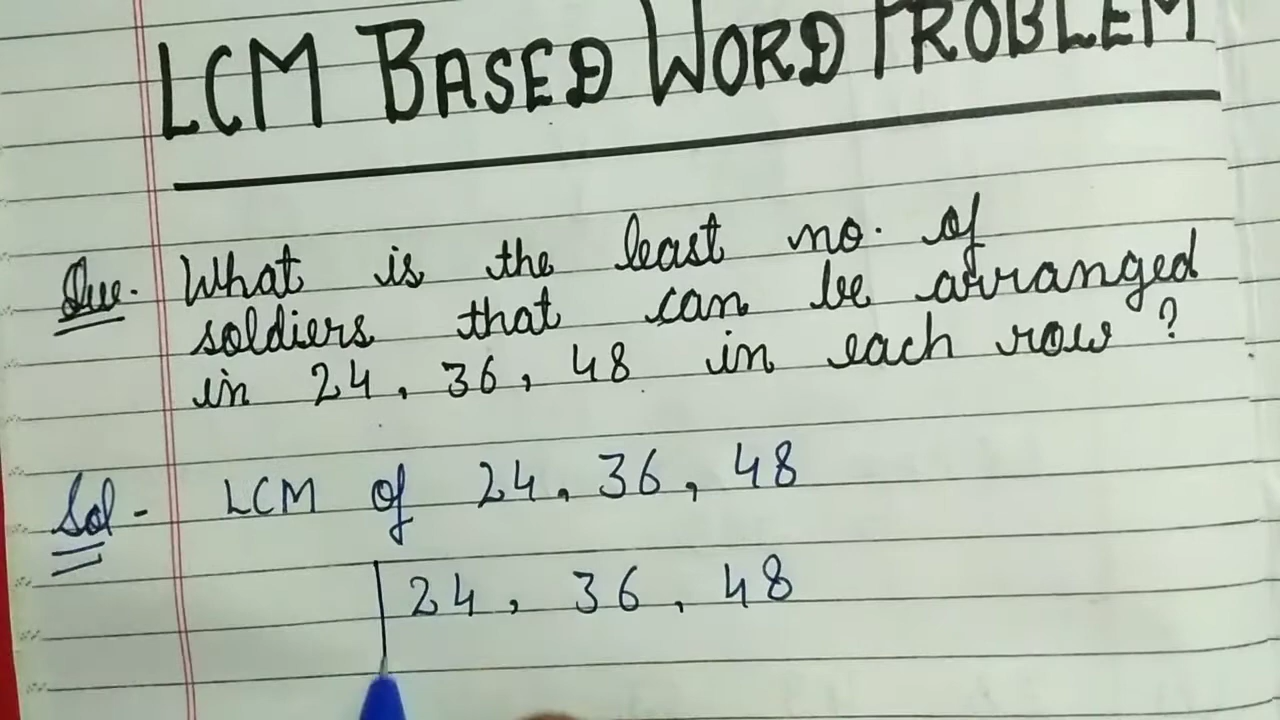 LCM BASED WORD PROBLEM
Que. What is the least no. of
soldiers that can be arranged
in 24, 36, 48 in each row?
Sol- LCM of 24, 36, 48
24, 36, 48